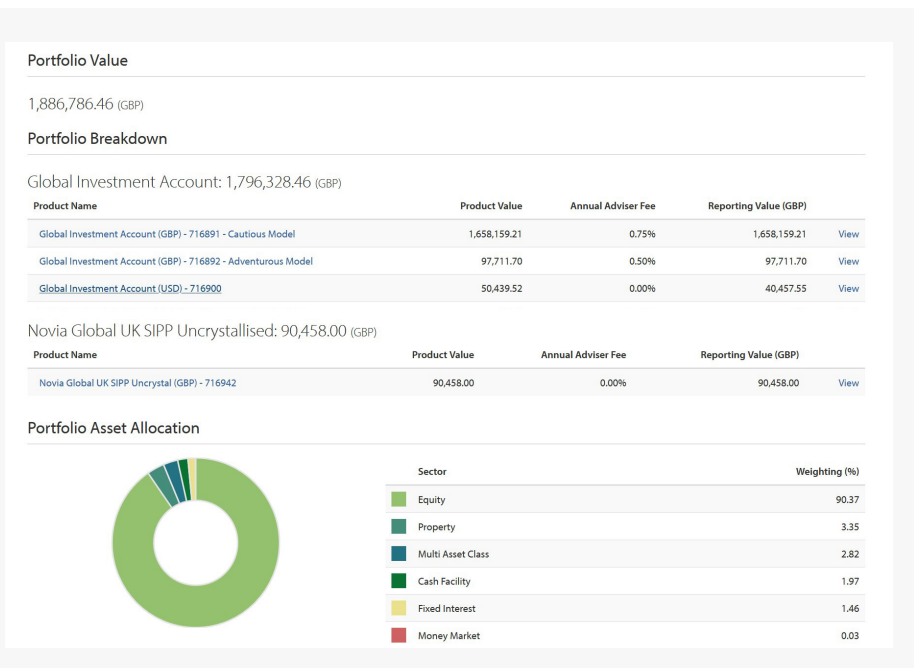 Portfolio Value
1,886,786.46 (GBP)
Portfolio Breakdown
Global Investment Account: 1,796,328.46 (GBP)
Product Name Product Value Annual Adviser Fee Reporting Value (GBP)
Global Investment Account (GBP) - 716891 - Cautious Model 1,658,159.21 0.75% 1,658,159.21 View
Global Investment Account (GBP) - 716892 - Adventurous Model 97,711.70 0.50% 97,711.70 View
Global Investment Account (USD) - 716900 50,439.52 0.00% 40,457.55 View
Novia Global UK SIPP Uncrystallised: 90,458.00 (GBP)
Product Name Product Value Annual Adviser Fee Reporting Value (GBP)
Novia Global UK SIPP Uncrystal (GBP) - 716942 90,458.00 0.00% 90,458.00 View
Portfolio Asset Allocation
Sector Weighting (%)
Equity 90.37
Property 3.35
Multi Asset Class 2.82
Cash Facility 1.97
Fixed Interest 1.46
Money Market 0.03